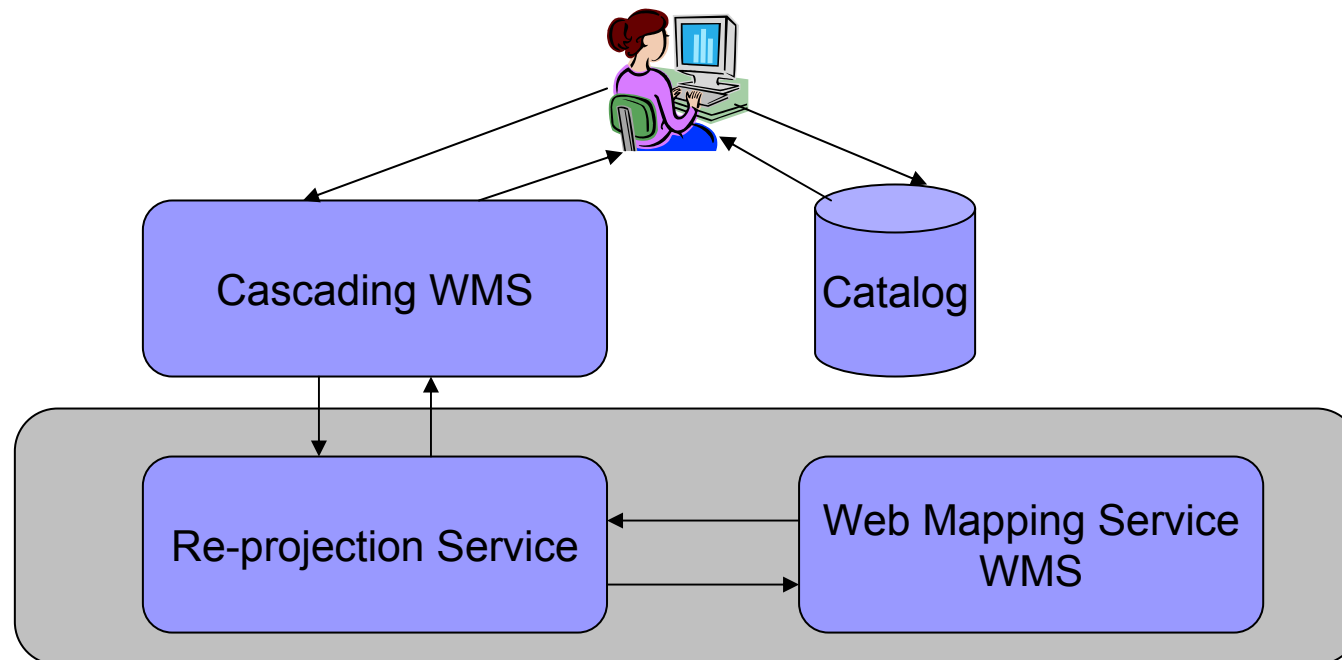 Cascading WMS
Catalog
Re-projection Service
Web Mapping Service
WMS